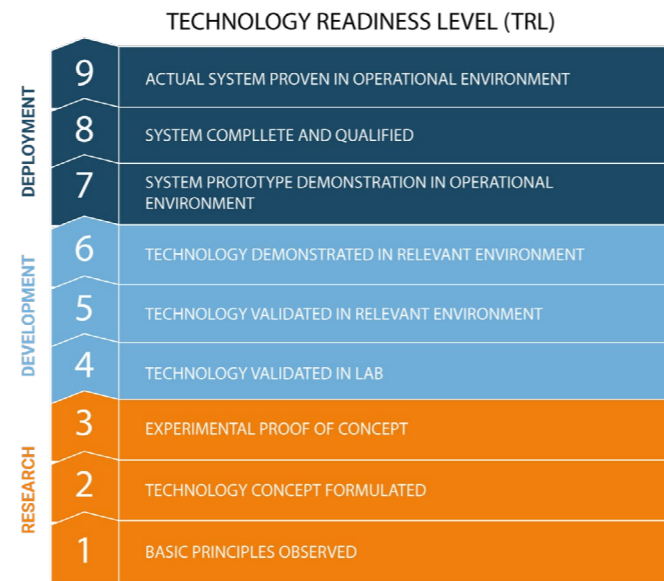 TECHNOLOGY READINESS LEVEL (TRL)
DEPLOYMENT
9 ACTUAL SYSTEM PROVEN IN OPERATIONAL ENVIRONMENT
8 SYSTEM COMPLLETE AND QUALIFIED
7 SYSTEM PROTOTYPE DEMONSTRATION IN OPERATIONAL
ENVIRONMENT
DEVELOPMENT
6 TECHNOLOGY DEMONSTRATED IN RELEVANT ENVIRONMENT
5 TECHNOLOGY VALIDATED IN RELEVANT ENVIRONMENT
4 TECHNOLOGY VALIDATED IN LAB
RESEARCH
3 EXPERIMENTAL PROOF OF CONCEPT
2 TECHNOLOGY CONCEPT FORMULATED
1 BASIC PRINCIPLES OBSERVED